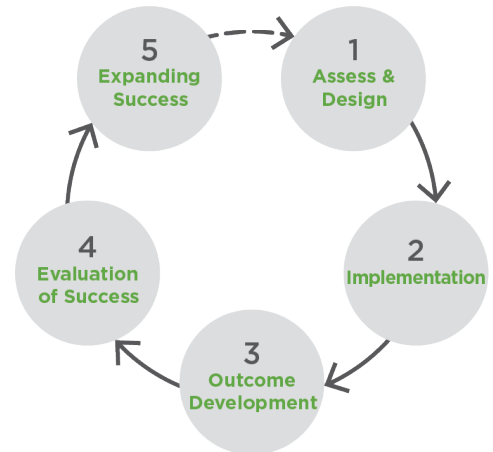 1
Assess &
Design
2
Implementation
3
Outcome
Development
4
Evaluation
of Success
5
Expanding
Success